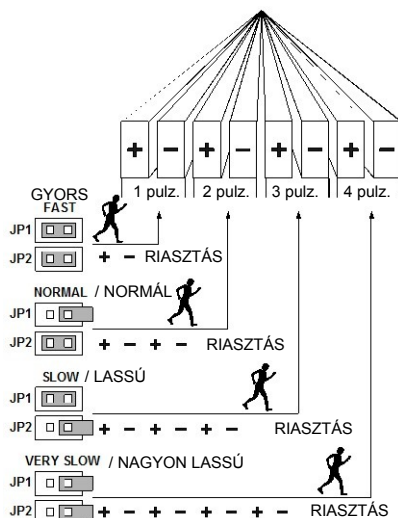 + - + - + - + -
1 pulz. 2 pulz. 3 pulz. 4 pulz.
GYORS
FAST
JP1
JP2 + - RIASZTÁS
NORMAL / NORMÁL
JP1
JP2 + - + - RIASZTÁS
SLOW / LASSÚ
JP1
JP2 + - + - + - RIASZTÁS
VERY SLOW / NAGYON LASSÚ
JP1
JP2 + - + - + - + - RIASZTÁS